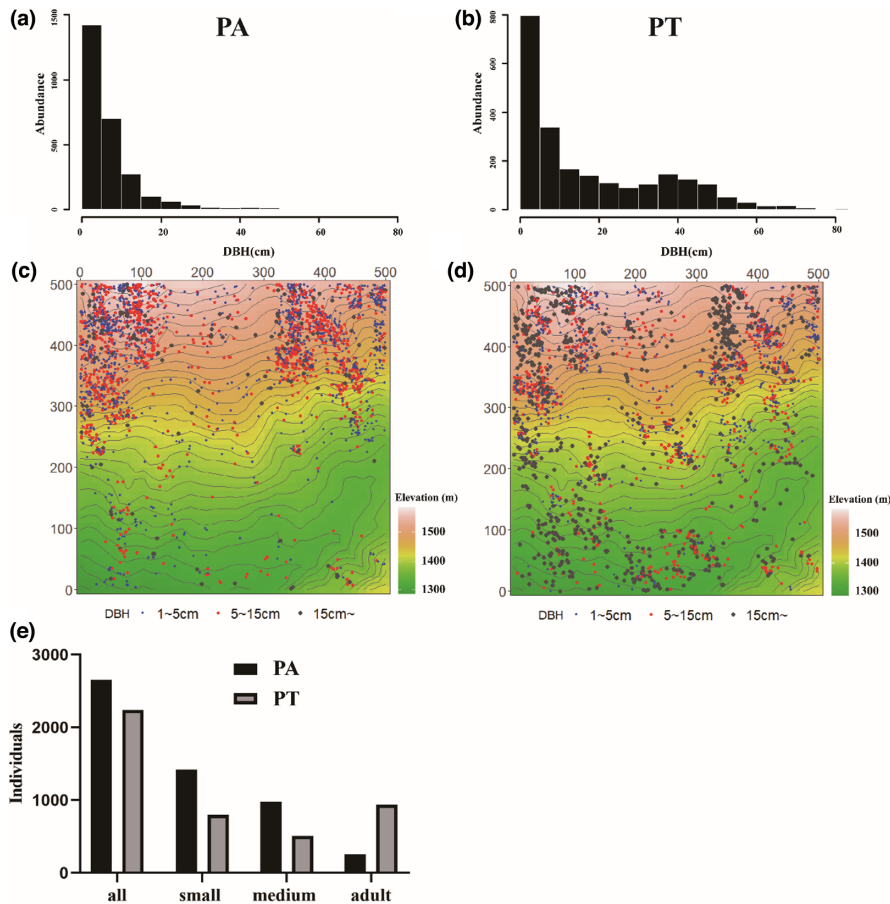 (a)
PA
1500
1000
500
0
Abundance
0 20 40 60 80
DBH(cm)
(b)
PT
800
600
400
200
0
Abundance
0 20 40 60 80
DBH(cm)
(c)
0 100 200 300 400 500
500
400
300
200
100
0
Elevation (m)
1500
1400
1300
DBH 1~5cm 5~15cm 15cm~
(d)
0 100 200 300 400 500
500
400
300
200
100
0
Elevation (m)
1500
1400
1300
DBH 1~5cm 5~15cm 15cm~
(e)
3000
2000
1000
0
Individuals
PA
PT
all small medium adult